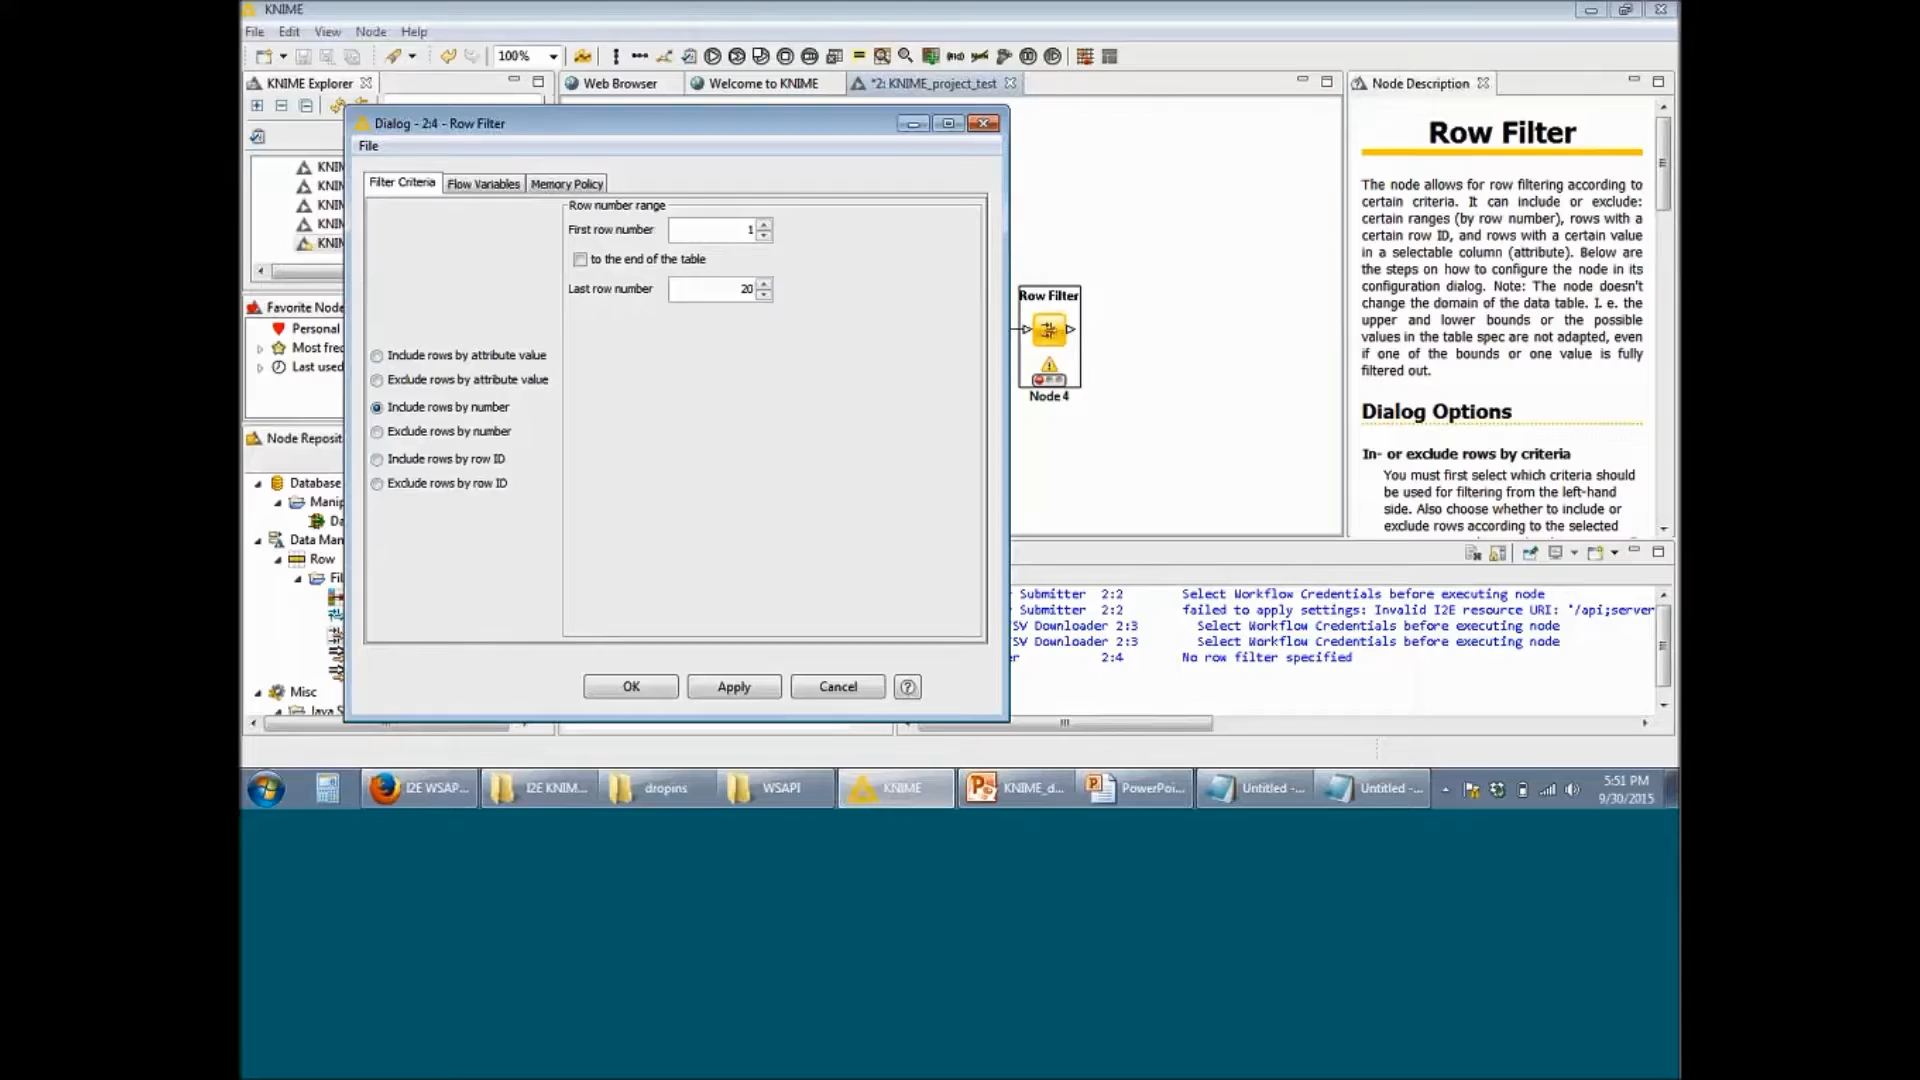 KNIME
File Edit View Node Help
100%
KNIME Explorer
Web Browser
Welcome to KNIME
*2: KNIME_project_test
Node Description
Dialog - 2:4 - Row Filter
File
KNIM
KNIM
KNIM
KNIM
KNIM
Filter Criteria
Flow Variables
Memory Policy
Row number range
First row number 1
to the end of the table
Last row number 20
Include rows by attribute value
Exclude rows by attribute value
Include rows by number
Exclude rows by number
Include rows by row ID
Exclude rows by row ID
OK
Apply
Cancel
Favorite Node
Personal
Most freq
Last used
Node Reposit
Database
Manip
Da
Data Man
Row
Fil
Misc
Java S
Row Filter
Node 4
Row Filter
The node allows for row filtering according to
certain criteria. It can include or exclude:
certain ranges (by row number), rows with a
certain row ID, and rows with a certain value
in a selectable column (attribute). Below are
the steps on how to configure the node in its
configuration dialog. Note: The node doesn't
change the domain of the data table. I. e. the
upper and lower bounds or the possible
values in the table spec are not adapted, even
if one of the bounds or one value is fully
filtered out.
Dialog Options
In- or exclude rows by criteria
You must first select which criteria should
be used for filtering from the left-hand
side. Also choose whether to include or
exclude rows according to the selected
Submitter 2:2 Select Workflow Credentials before executing node
Submitter 2:2 failed to apply settings: Invalid I2E resource URI: '/api;server
SV Downloader 2:3 Select Workflow Credentials before executing node
SV Downloader 2:3 Select Workflow Credentials before executing node
er 2:4 No row filter specified
I2E WSAP...
I2E KNIM...
dropins
WSAPI
KNIME
KNIME_d...
PowerPoi...
Untitled -...
Untitled -...
5:51 PM
9/30/2015